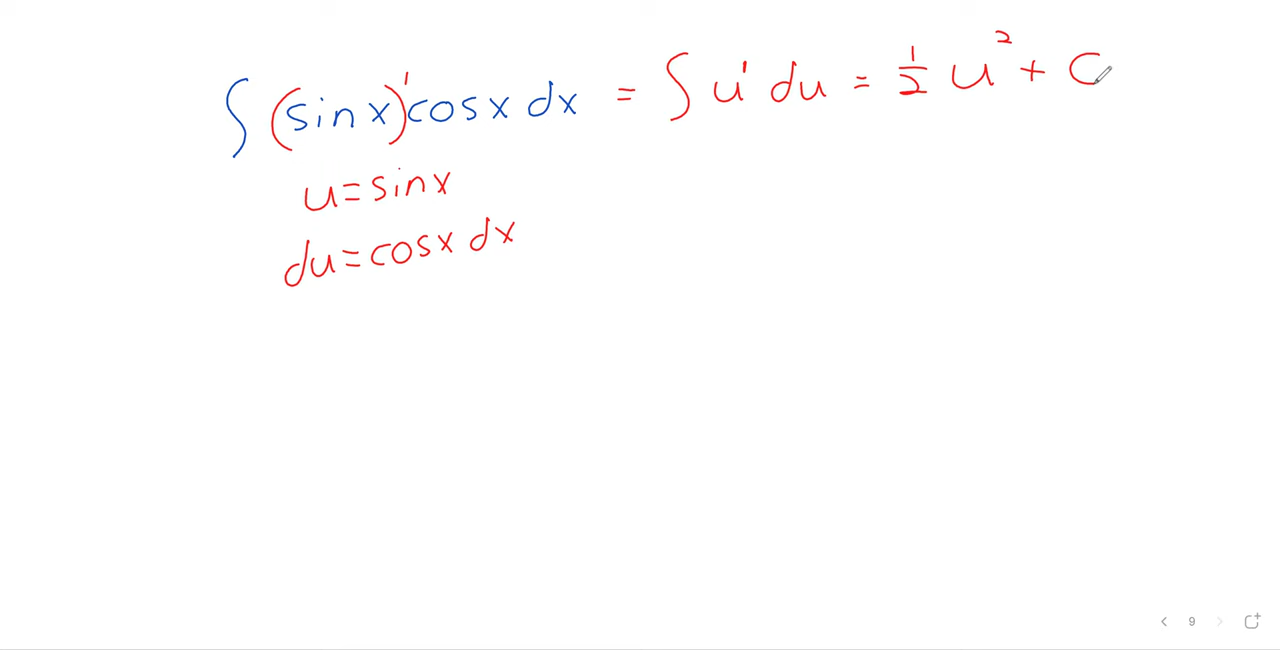 ∫ (sin x)¹ cos x dx = ∫ u¹ du = ½ u² + C
u = sin x
du = cos x dx
9